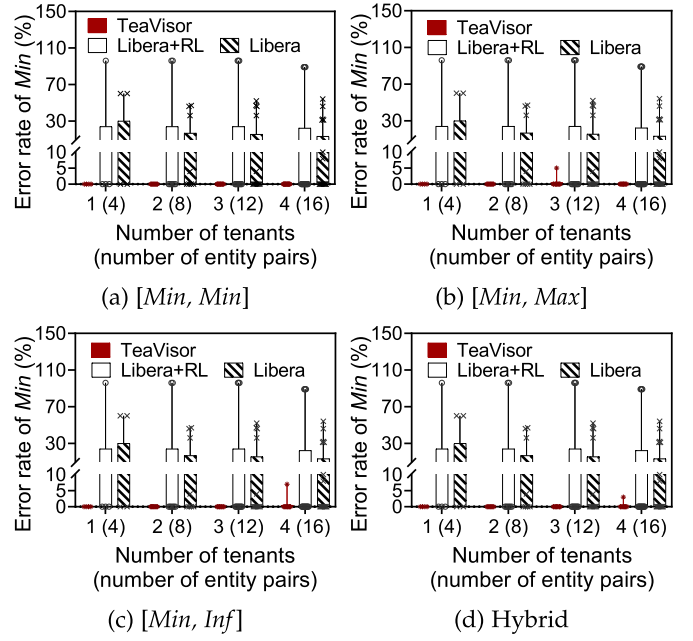 TeaVisor
Libera+RL Libera
Error rate of Min (%)
150
110
70
30
10
5
0
1 (4) 2 (8) 3 (12) 4 (16)
Number of tenants
(number of entity pairs)
(a) [Min, Min]
TeaVisor
Libera+RL Libera
Error rate of Min (%)
150
110
70
30
10
5
0
1 (4) 2 (8) 3 (12) 4 (16)
Number of tenants
(number of entity pairs)
(b) [Min, Max]
TeaVisor
Libera+RL Libera
Error rate of Min (%)
150
110
70
30
10
5
0
1 (4) 2 (8) 3 (12) 4 (16)
Number of tenants
(number of entity pairs)
(c) [Min, Inf]
TeaVisor
Libera+RL Libera
Error rate of Min (%)
150
110
70
30
10
5
0
1 (4) 2 (8) 3 (12) 4 (16)
Number of tenants
(number of entity pairs)
(d) Hybrid